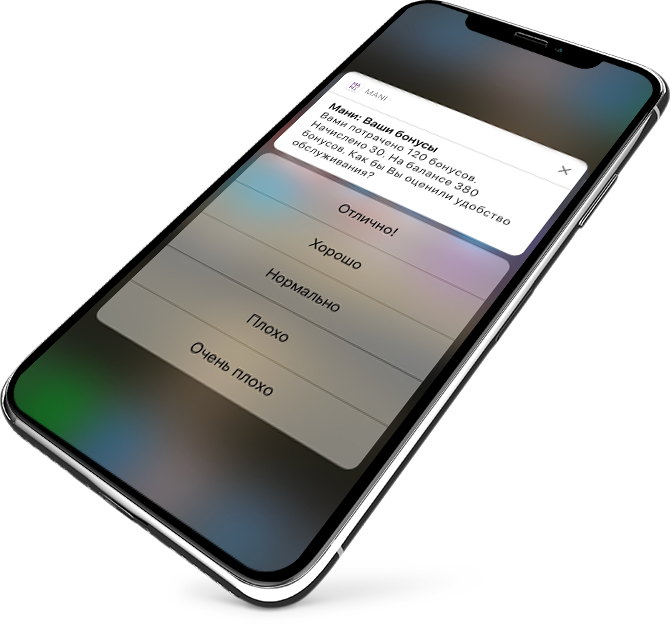 MANI
Мани: Ваши бонусы
Вами потрачено 120 бонусов.
Начислено 30. На балансе 380
бонусов. Как бы Вы оценили удобство
обслуживания?
Отлично!
Хорошо
Нормально
Плохо
Очень плохо